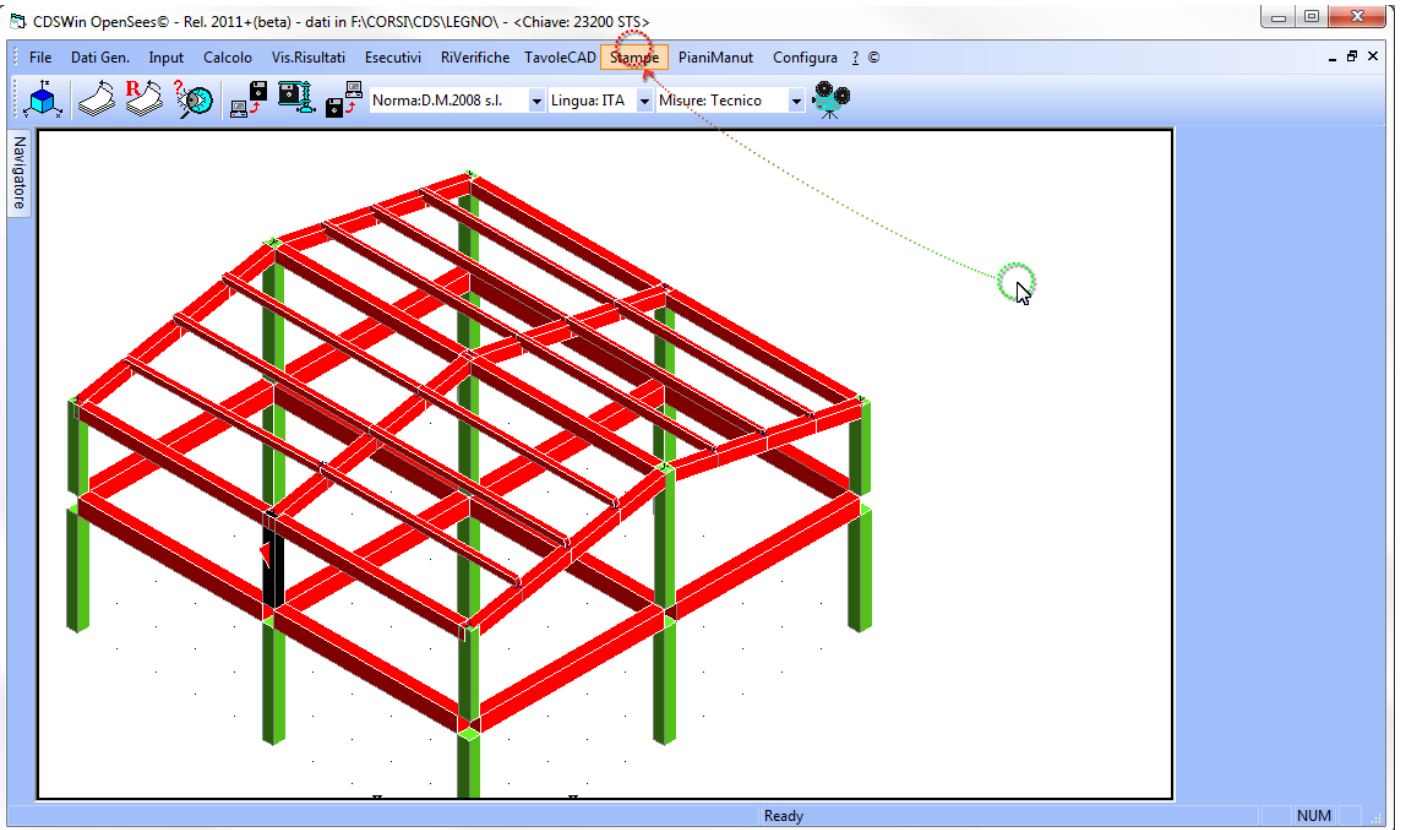 CDSWin OpenSees© - Rel. 2011+(beta) - dati in F:\CORSI\CDS\LEGNO\ - <Chiave: 23200 STS>
File Dati Gen. Input Calcolo Vis.Risultati Esecutivi RiVerifiche TavoleCAD Stampe PianiManut Configura ? ©
R ? Norma:D.M.2008 s.l. Lingua: ITA Misure: Tecnico
Navigatore
Ready NUM